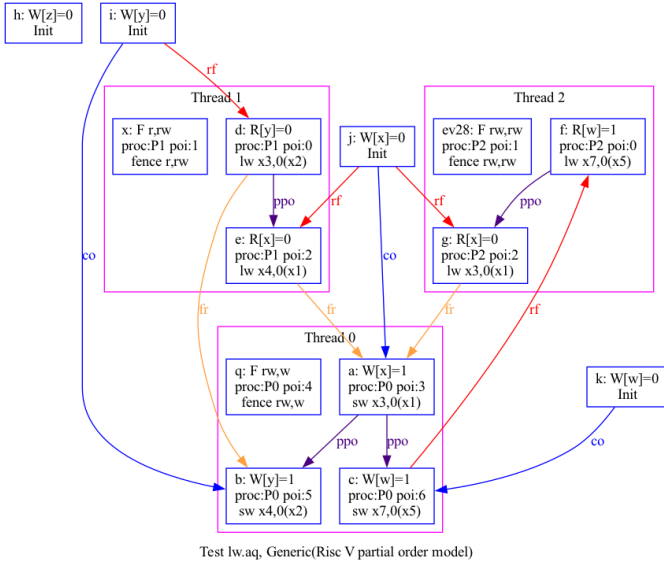 h: W[z]=0
Init
i: W[y]=0
Init
rf
Thread 1
x: F r,rw
proc:P1 poi:1
fence r,rw
d: R[y]=0
proc:P1 poi:0
lw x3,0(x2)
j: W[x]=0
Init
Thread 2
ev28: F rw,rw
proc:P2 poi:1
fence rw,rw
f: R[w]=1
proc:P2 poi:0
lw x7,0(x5)
ppo
rf
rf
ppo
co
e: R[x]=0
proc:P1 poi:2
lw x4,0(x1)
co
g: R[x]=0
proc:P2 poi:2
lw x3,0(x1)
fr
fr
fr
rf
Thread 0
q: F rw,w
proc:P0 poi:4
fence rw,w
a: W[x]=1
proc:P0 poi:3
sw x3,0(x1)
k: W[w]=0
Init
ppo
ppo
co
b: W[y]=1
proc:P0 poi:5
sw x4,0(x2)
c: W[w]=1
proc:P0 poi:6
sw x7,0(x5)
Test lw.aq, Generic(Risc V partial order model)